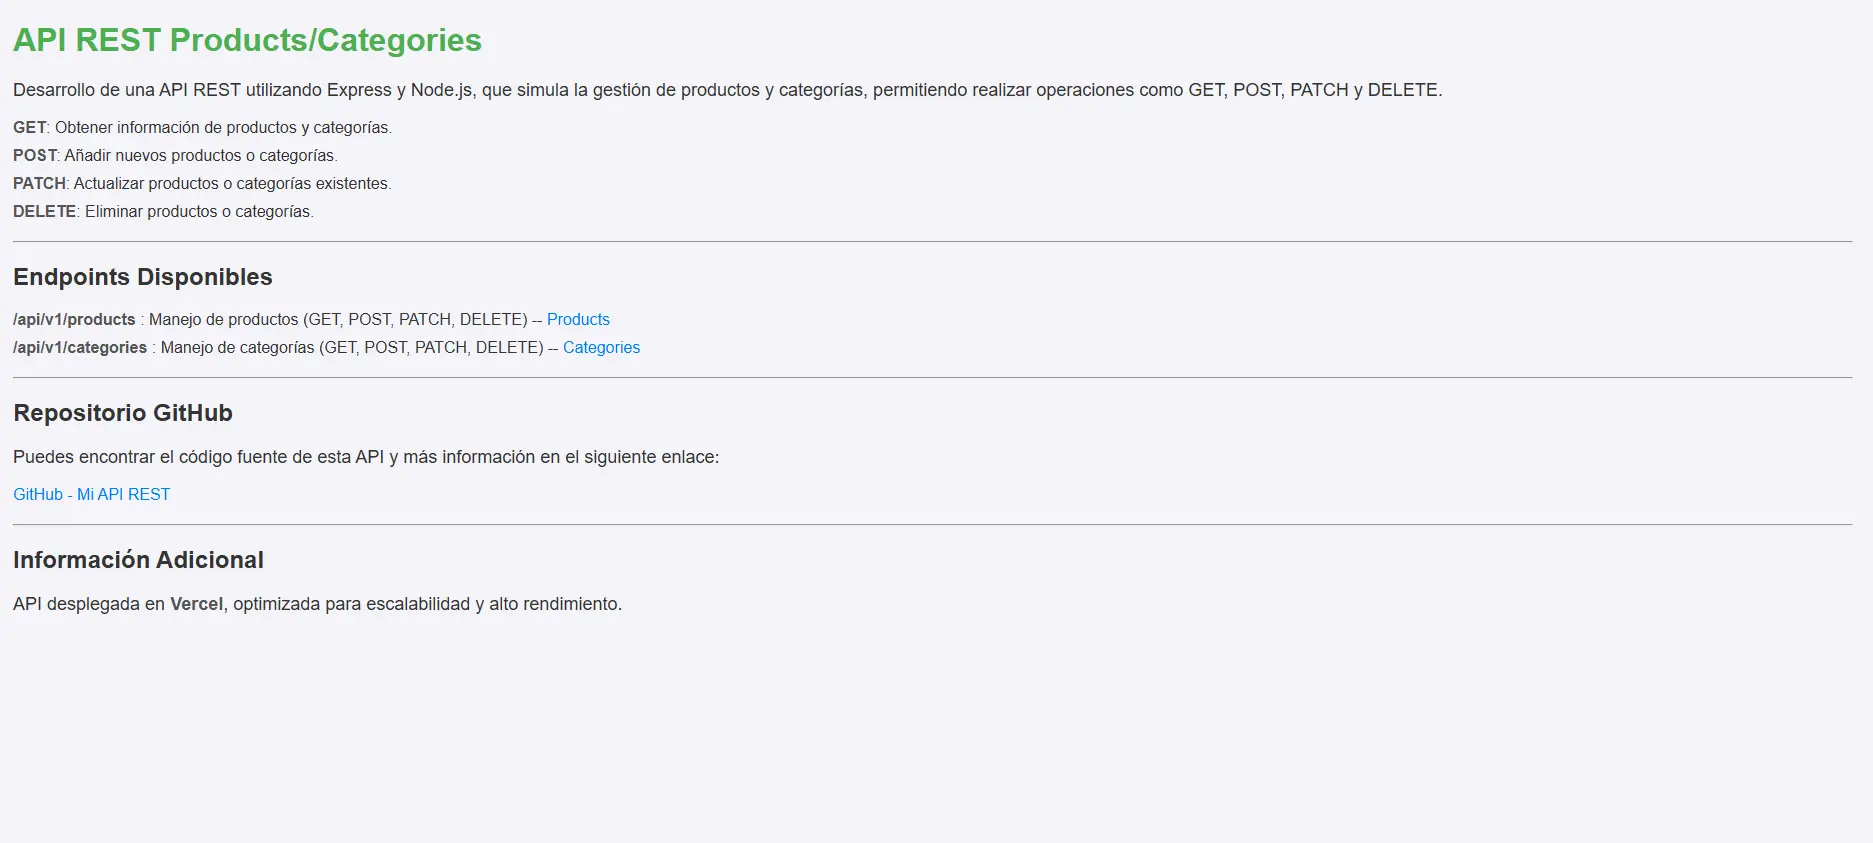 API REST Products/Categories
Desarrollo de una API REST utilizando Express y Node.js, que simula la gestión de productos y categorías, permitiendo realizar operaciones como GET, POST, PATCH y DELETE.
GET: Obtener información de productos y categorías.
POST: Añadir nuevos productos o categorías.
PATCH: Actualizar productos o categorías existentes.
DELETE: Eliminar productos o categorías.
Endpoints Disponibles
/api/v1/products : Manejo de productos (GET, POST, PATCH, DELETE) -- Products
/api/v1/categories : Manejo de categorías (GET, POST, PATCH, DELETE) -- Categories
Repositorio GitHub
Puedes encontrar el código fuente de esta API y más información en el siguiente enlace:
GitHub - Mi API REST
Información Adicional
API desplegada en Vercel, optimizada para escalabilidad y alto rendimiento.